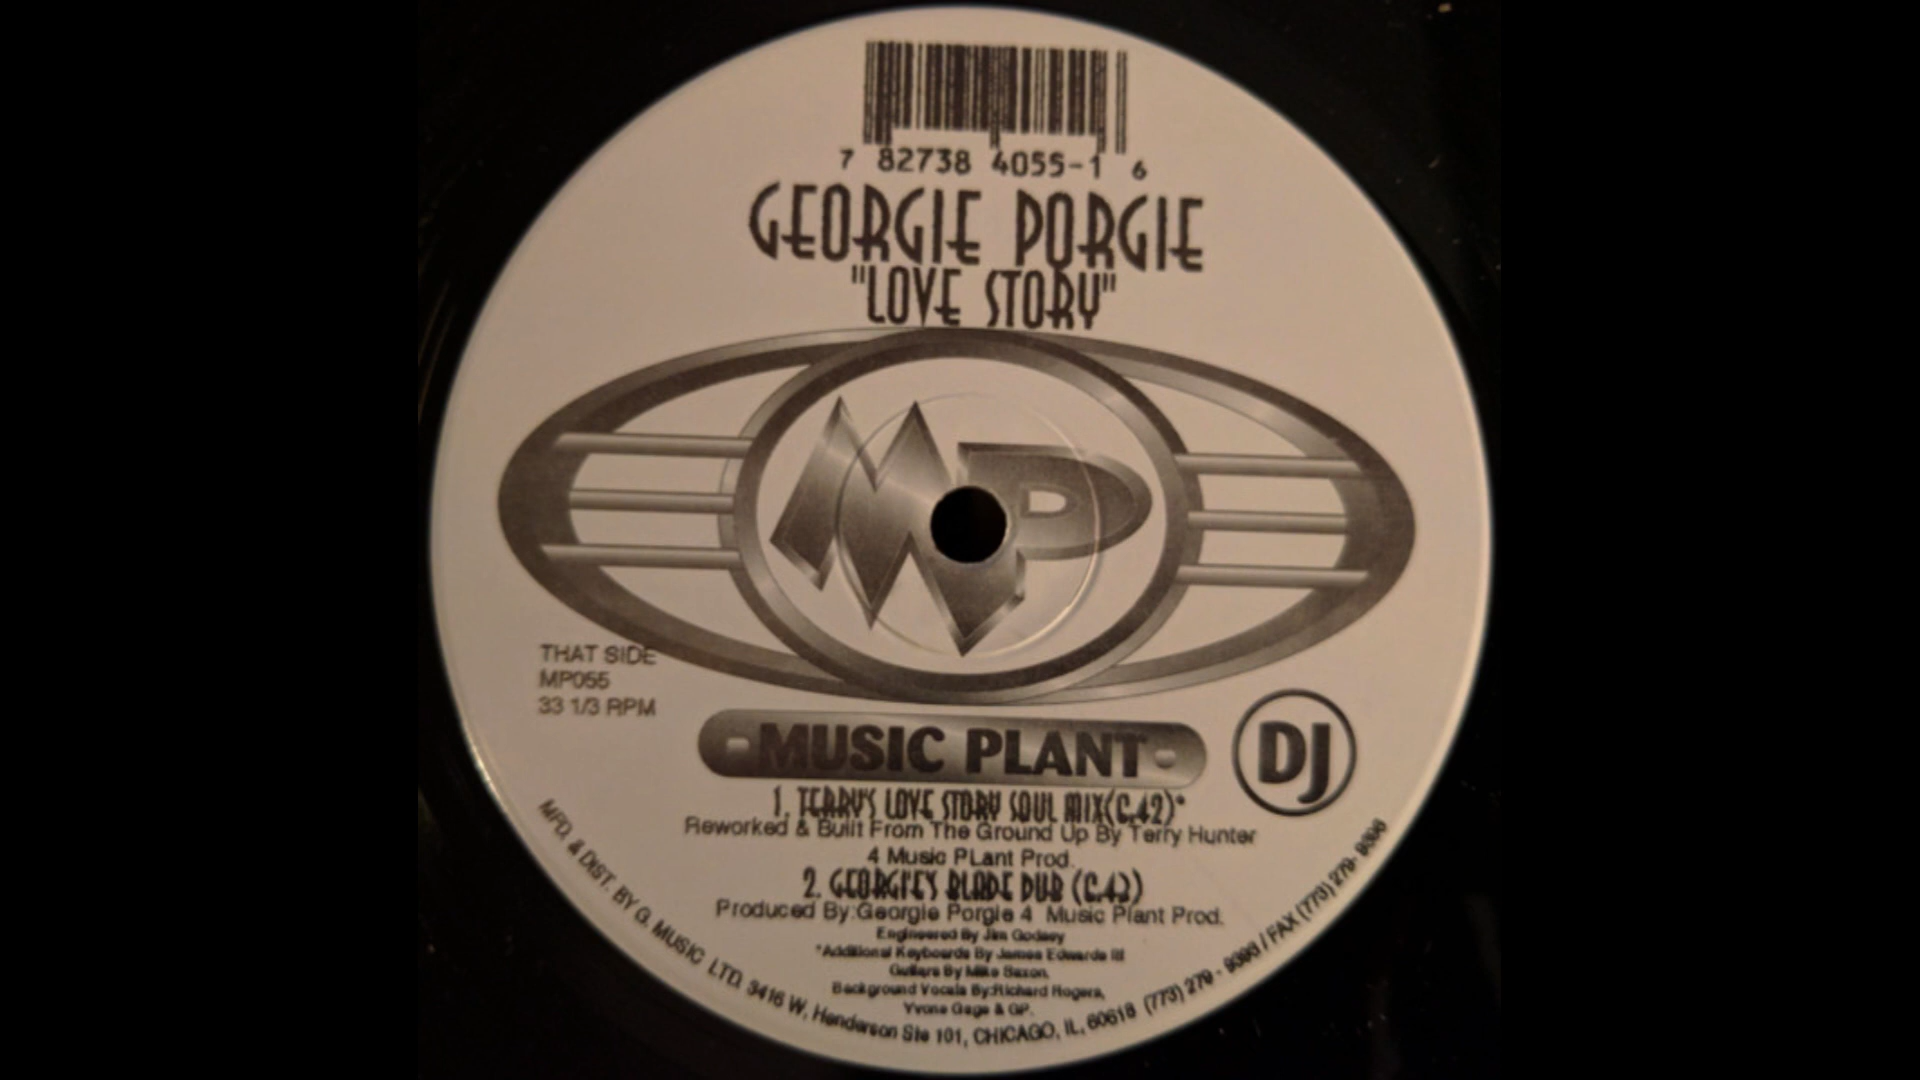 7 82738 4055-1 6
GEORGIE PORGIE
"LOVE STORY"
MP
THAT SIDE
MP055
33 1/3 RPM
MUSIC PLANT
DJ
1. TERRY'S LOVE STORY SOUL MIX(6.42)*
Reworked & Built From The Ground Up By Terry Hunter
4 Music PLant Prod.
2. GEORGIE'S BLADE DUB (6.43)
Produced By:Georgie Porgie 4 Music Plant Prod.
Engineered By Jim Godsey
*Additional Keyboards By James Edwards III
Guitars By Mike Saxon.
Background Vocals By:Richard Rogers,
Yvone Gage & GP.
MFD. & DIST. BY G. MUSIC LTD. 3416 W. Henderson Ste 101, CHICAGO, IL, 60618 (773) 279 - 9393 / FAX (773) 279- 9396